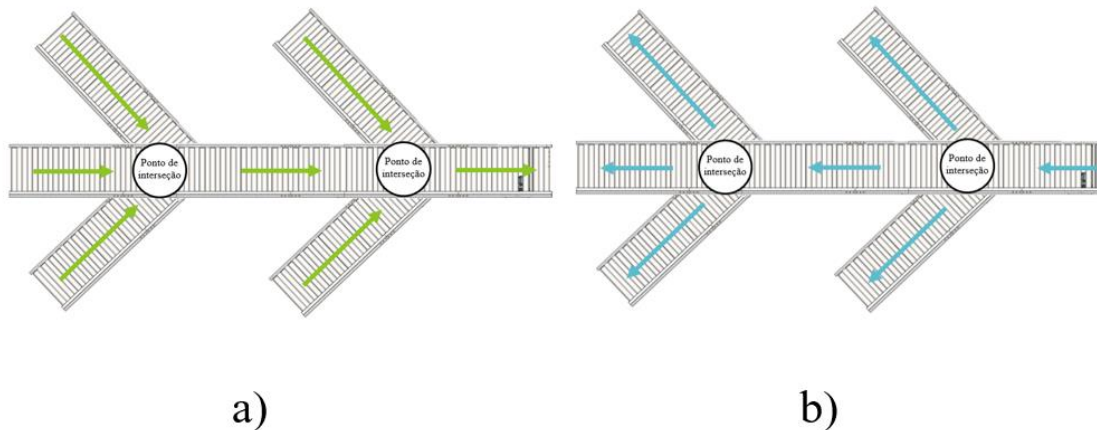 Ponto de
interseção
Ponto de
interseção
Ponto de
interseção
Ponto de
interseção
a)
b)